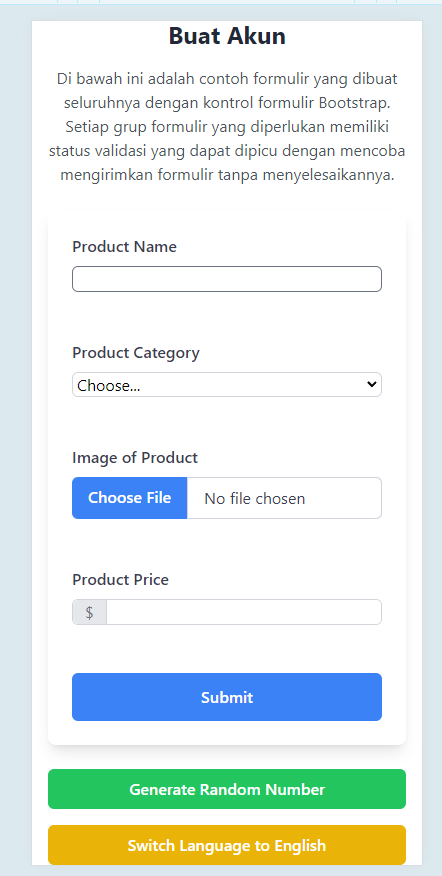 Buat Akun
Di bawah ini adalah contoh formulir yang dibuat
seluruhnya dengan kontrol formulir Bootstrap.
Setiap grup formulir yang diperlukan memiliki
status validasi yang dapat dipicu dengan mencoba
mengirimkan formulir tanpa menyelesaikannya.
Product Name
Product Category
Choose...
Image of Product
Choose File No file chosen
Product Price
$
Submit
Generate Random Number
Switch Language to English